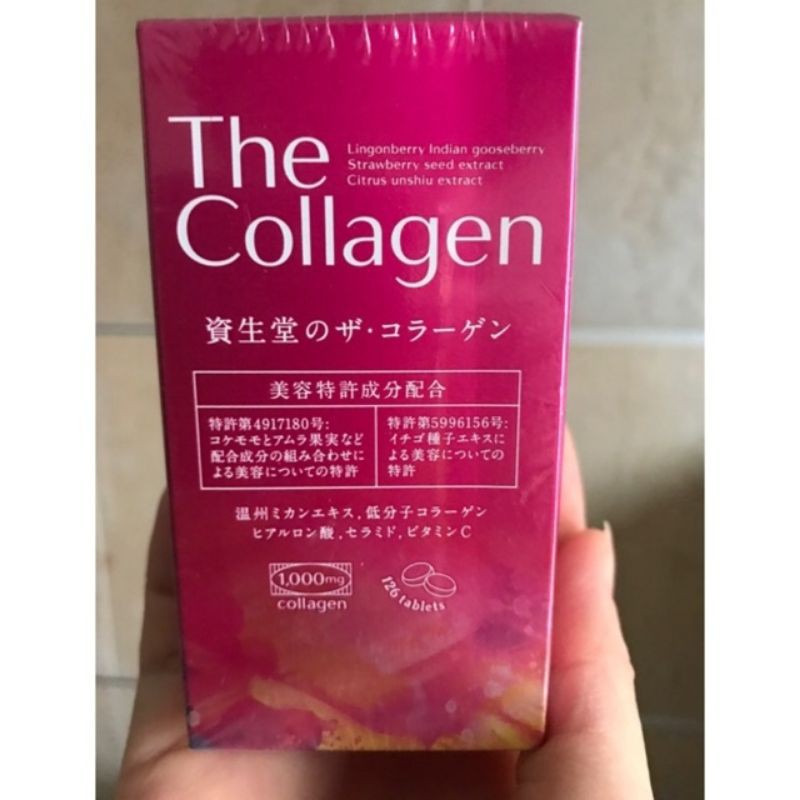 The
Collagen
Lingonberry Indian gooseberry
Strawberry seed extract
Citrus unshiu extract
資生堂のザ・コラーゲン
美容特許成分配合
特許第4917180号:
コケモモとアムラ果実など
配合成分の組み合わせに
よる美容についての特許
特許第5996156号:
イチゴ種子エキスに
よる美容についての
特許
温州ミカンエキス、低分子コラーゲン
ヒアルロン酸、セラミド、ビタミンC
1,000mg
collagen
126 tablets